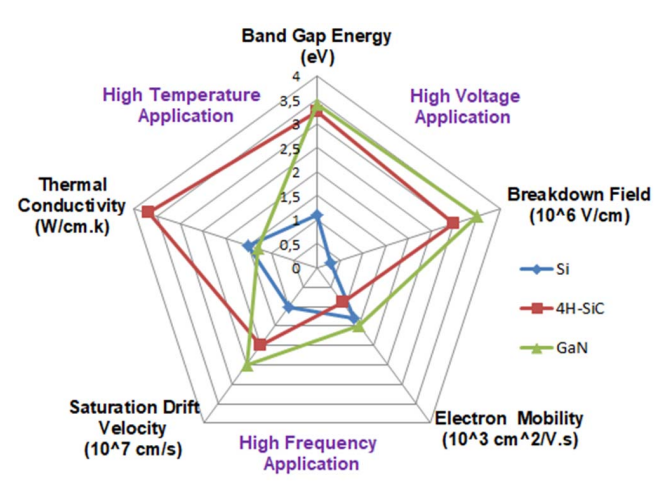 Band Gap Energy
(eV)
High Temperature
Application
High Voltage
Application
4
3,5
3
2,5
2
1,5
1
0,5
0
Thermal
Conductivity
(W/cm.k)
Breakdown Field
(10^6 V/cm)
Si
4H-SiC
GaN
Saturation Drift
Velocity
(10^7 cm/s)
High Frequency
Application
Electron Mobility
(10^3 cm^2/V.s)